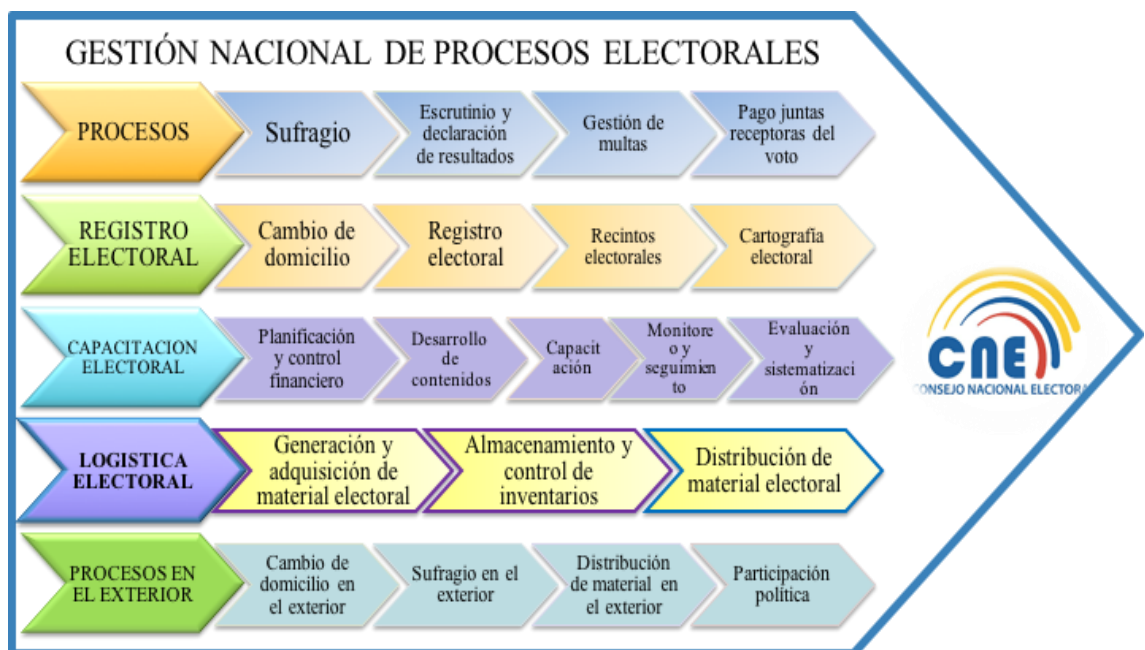 GESTIÓN NACIONAL DE PROCESOS ELECTORALES
PROCESOS
Sufragio
Escrutinio y
declaración
de resultados
Gestión de
multas
Pago juntas
receptoras del
voto
REGISTRO
ELECTORAL
Cambio de
domicilio
Registro
electoral
Recintos
electorales
Cartografía
electoral
CAPACITACION
ELECTORAL
Planificación
y control
financiero
Desarrollo
de
contenidos
Capacit
ación
Monitore
o y
seguimien
to
Evaluación
y
sistematizaci
ón
LOGISTICA
ELECTORAL
Generación y
adquisición de
material electoral
Almacenamiento y
control de
inventarios
Distribución de
material electoral
PROCESOS EN
EL EXTERIOR
Cambio de
domicilio en
el exterior
Sufragio en el
exterior
Distribución
de material en
el exterior
Participación
política
CNE
CONSEJO NACIONAL ELECTORA